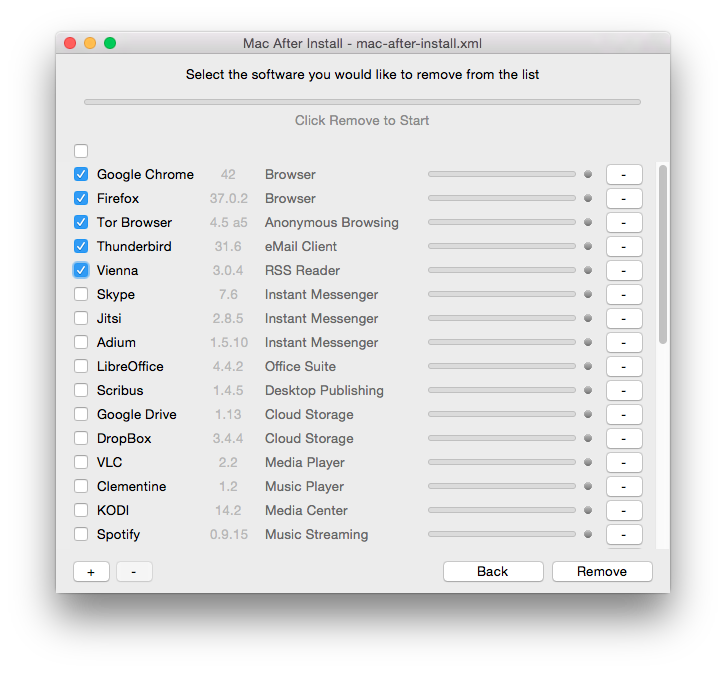 Mac After Install - mac-after-install.xml
Select the software you would like to remove from the list
Click Remove to Start
Google Chrome 42 Browser -
Firefox 37.0.2 Browser -
Tor Browser 4.5 a5 Anonymous Browsing -
Thunderbird 31.6 eMail Client -
Vienna 3.0.4 RSS Reader -
Skype 7.6 Instant Messenger -
Jitsi 2.8.5 Instant Messenger -
Adium 1.5.10 Instant Messenger -
LibreOffice 4.4.2 Office Suite -
Scribus 1.4.5 Desktop Publishing -
Google Drive 1.13 Cloud Storage -
DropBox 3.4.4 Cloud Storage -
VLC 2.2 Media Player -
Clementine 1.2 Music Player -
KODI 14.2 Media Center -
Spotify 0.9.15 Music Streaming -
+ - Back Remove